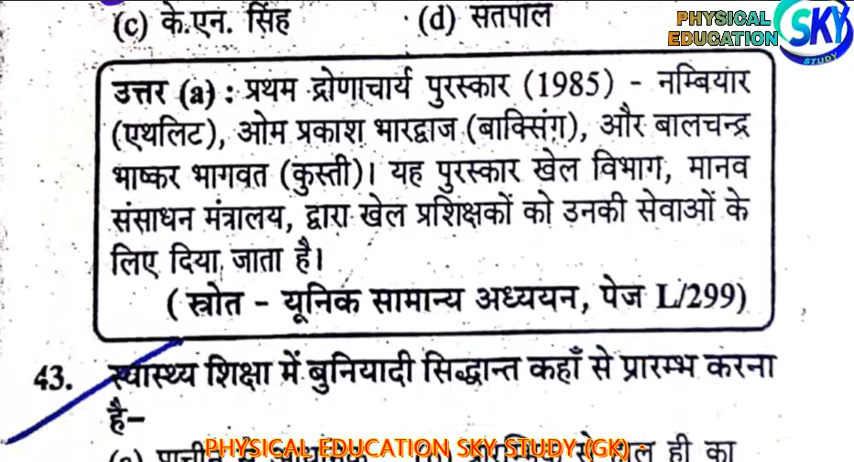 (c) के.एन. सिंह (d) सतपाल
PHYSICAL
EDUCATION
SKY
STUDY
उत्तर (a) : प्रथम द्रोणाचार्य पुरस्कार (1985) - नम्बियार
(एथलिट), ओम प्रकाश भारद्वाज (बाक्सिंग), और बालचन्द्र
भाष्कर भागवत (कुस्ती)। यह पुरस्कार खेल विभाग, मानव
संसाधन मंत्रालय, द्वारा खेल प्रशिक्षकों को उनकी सेवाओं के
लिए दिया जाता है।
( स्त्रोत - यूनिक सामान्य अध्ययन, पेज L/299)
43. स्वास्थ्य शिक्षा में बुनियादी सिद्धान्त कहाँ से प्रारम्भ करना
है–
PHYSICAL EDUCATION SKY STUDY (GK)